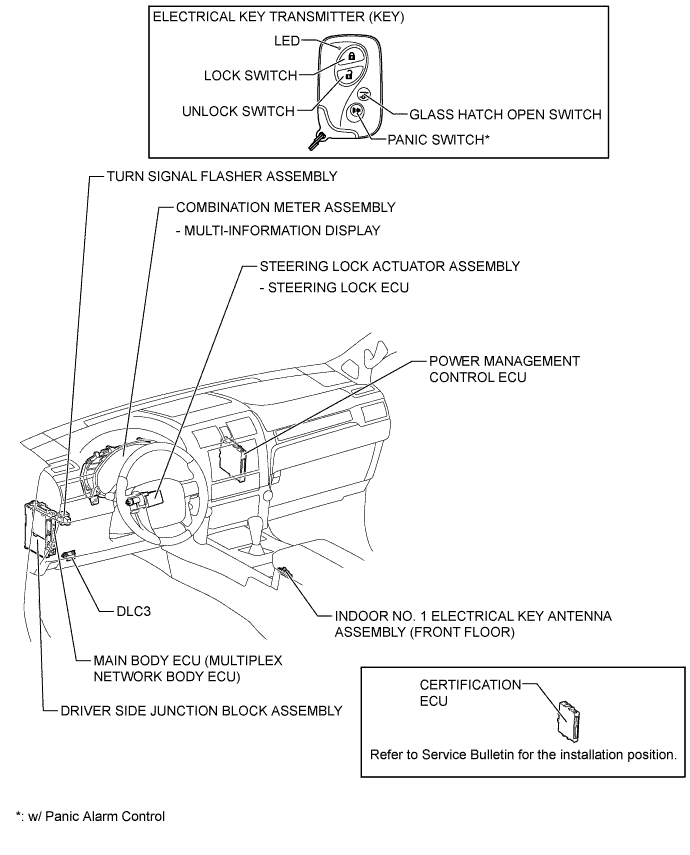 ELECTRICAL KEY TRANSMITTER (KEY)
LED
LOCK SWITCH
UNLOCK SWITCH
GLASS HATCH OPEN SWITCH
PANIC SWITCH*
TURN SIGNAL FLASHER ASSEMBLY
COMBINATION METER ASSEMBLY
- MULTI-INFORMATION DISPLAY
STEERING LOCK ACTUATOR ASSEMBLY
- STEERING LOCK ECU
POWER MANAGEMENT
CONTROL ECU
DLC3
INDOOR NO. 1 ELECTRICAL KEY ANTENNA
ASSEMBLY (FRONT FLOOR)
MAIN BODY ECU (MULTIPLEX
NETWORK BODY ECU)
DRIVER SIDE JUNCTION BLOCK ASSEMBLY
CERTIFICATION
ECU
Refer to Service Bulletin for the installation position.
*: w/ Panic Alarm Control